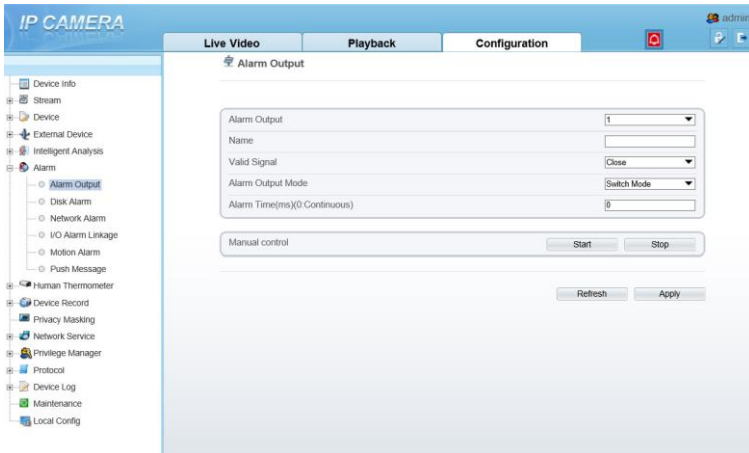 IP CAMERA
admin
Live Video Playback Configuration
Alarm Output
Device Info
Stream
Device
External Device
Intelligent Analysis
Alarm
Alarm Output
Disk Alarm
Network Alarm
I/O Alarm Linkage
Motion Alarm
Push Message
Human Thermometer
Device Record
Privacy Masking
Network Service
Privilege Manager
Protocol
Device Log
Maintenance
Local Config
Alarm Output 1
Name
Valid Signal Close
Alarm Output Mode Switch Mode
Alarm Time(ms)(0:Continuous) 0
Manual control Start Stop
Refresh Apply